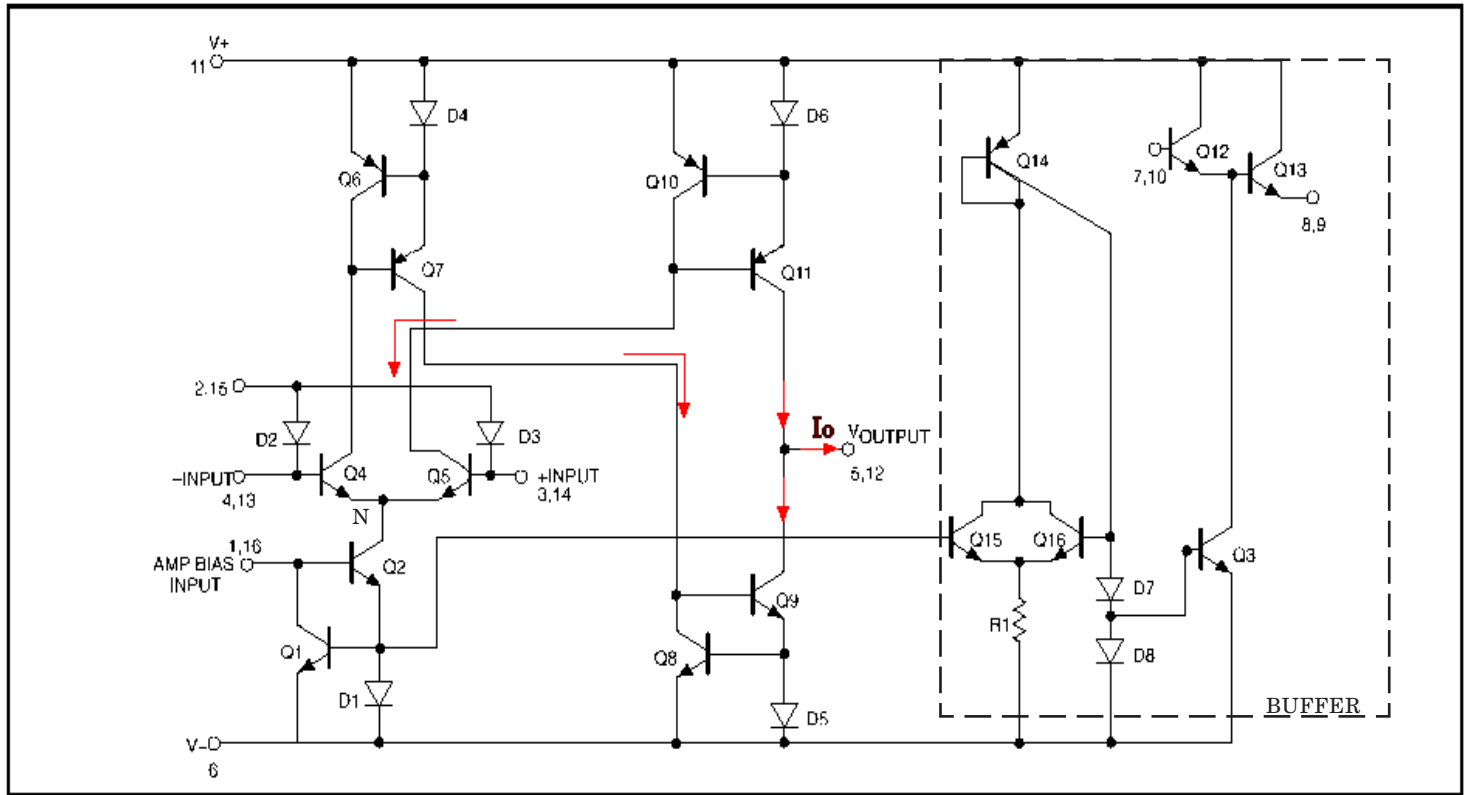 V+
11
D4
D6
Q6
Q10
Q14
Q12
Q13
7,10
8,9
Q7
Q11
2.15
D2
D3
Io
VOUTPUT
5,12
–INPUT
4,13
Q4
Q5
+INPUT
3,14
N
1,16
AMP BIAS
INPUT
Q2
Q15
Q16
Q3
D7
Q9
R1
Q1
Q8
D8
D1
D5
BUFFER
V–
6